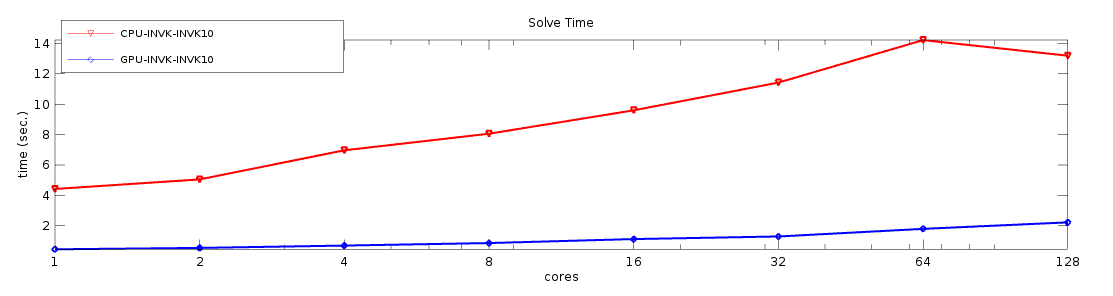 Solve Time
CPU-INVK-INVK10
GPU-INVK-INVK10
14
12
10
8
6
4
2
time (sec.)
1 2 4 8 16 32 64 128
cores